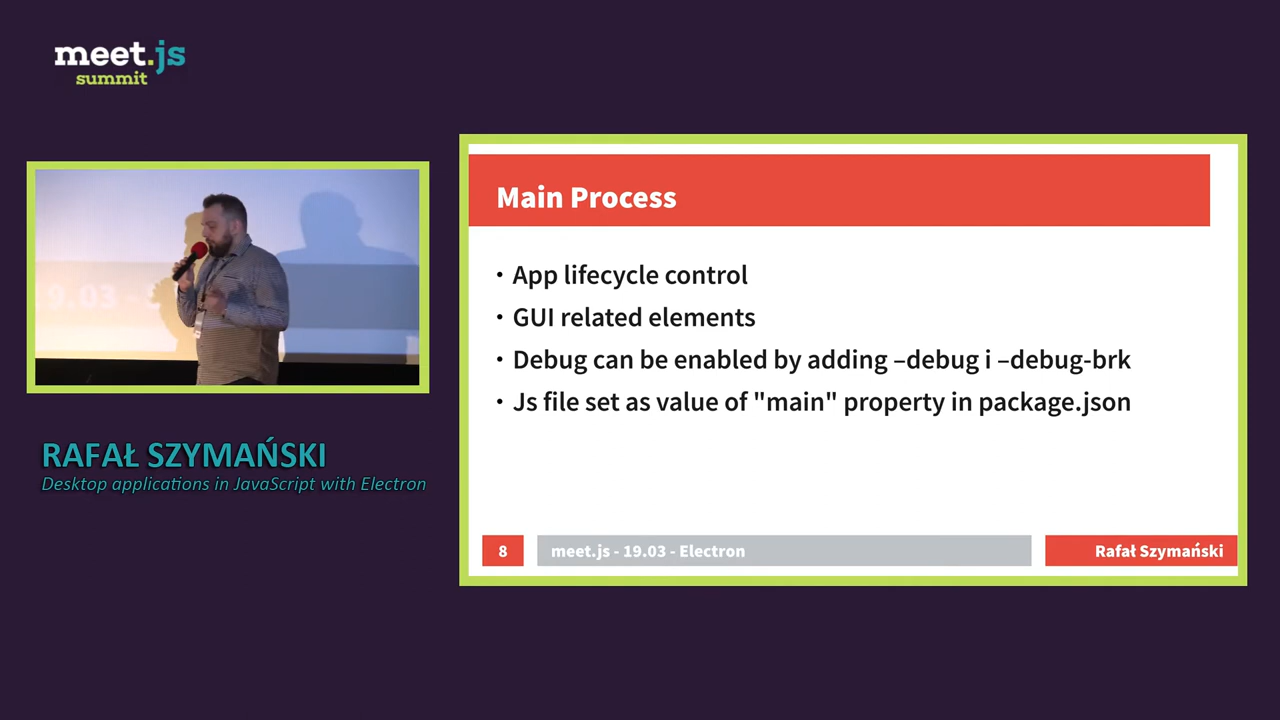 meet.js
summit
Main Process
• App lifecycle control
• GUI related elements
• Debug can be enabled by adding –debug i –debug-brk
• Js file set as value of "main" property in package.json
8
meet.js - 19.03 - Electron
Rafał Szymański
19.03 -
RAFAŁ SZYMAŃSKI
Desktop applications in JavaScript with Electron